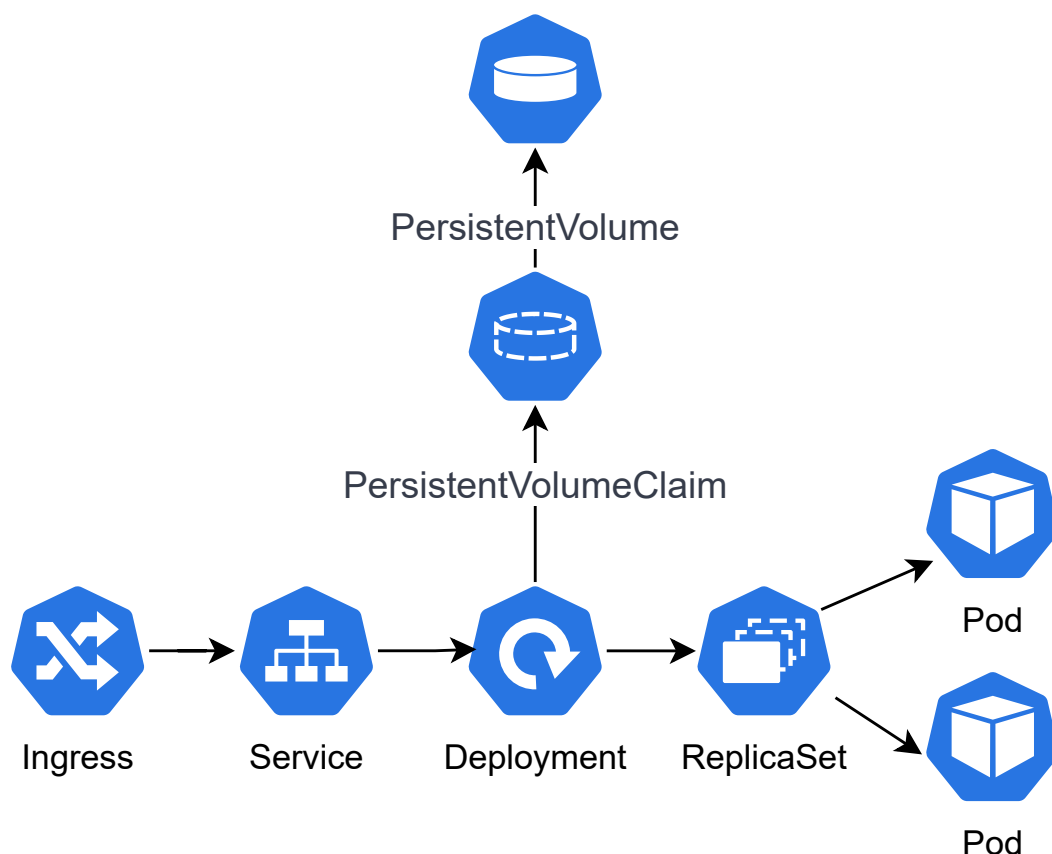 PersistentVolume
PersistentVolumeClaim
Pod
Ingress
Service
Deployment
ReplicaSet
Pod